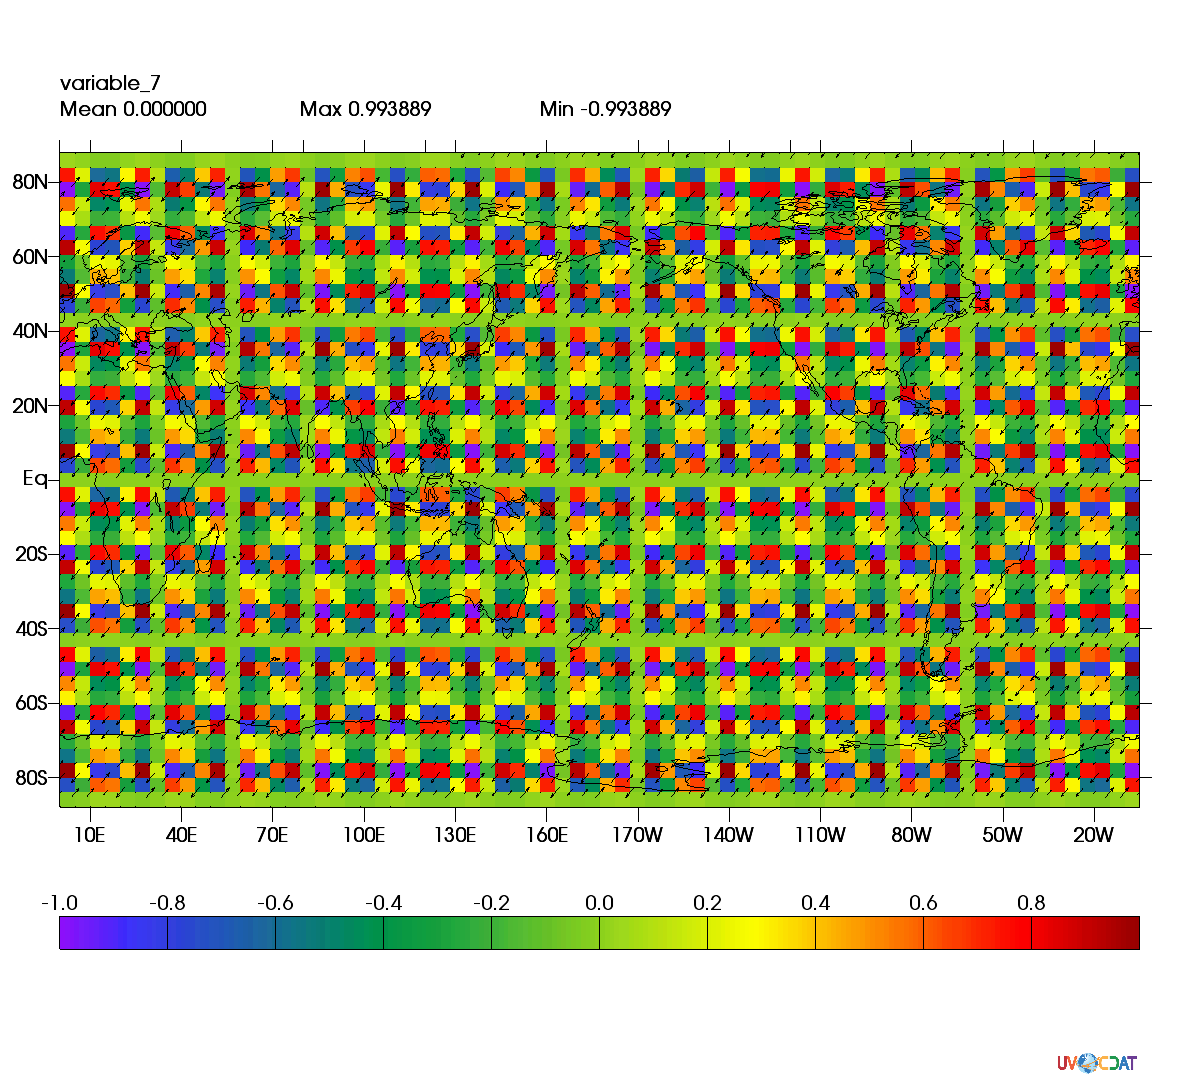 variable_7
Mean 0.000000 Max 0.993889 Min -0.993889
80N
60N
40N
20N
Eq
20S
40S
60S
80S
10E 40E 70E 100E 130E 160E 170W 140W 110W 80W 50W 20W
-1.0 -0.8 -0.6 -0.4 -0.2 0.0 0.2 0.4 0.6 0.8
UV CDAT